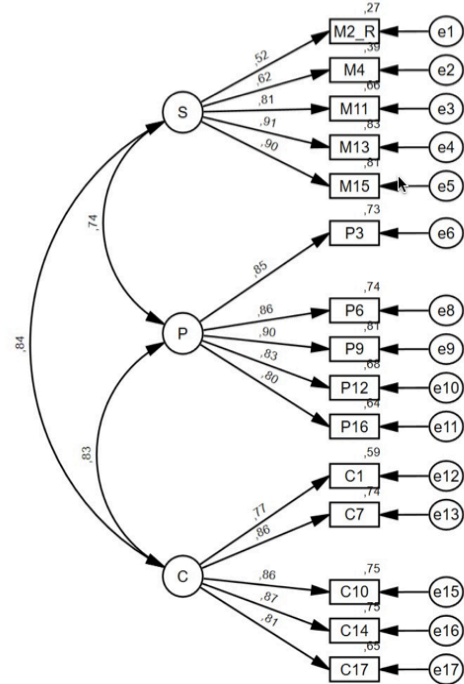 ,27
M2_R e1
,52
,39
M4 e2
,62
,66
M11 e3
,81
,83
M13 e4
,91
,81
M15 e5
,90
S
,74
,73
P3 e6
,85
,74
P6 e8
,86
,81
P9 e9
,90
,68
P12 e10
,83
,64
P16 e11
,80
P
,84
,83
,59
C1 e12
,77
,74
C7 e13
,86
C
,75
C10 e15
,86
,75
C14 e16
,87
,65
C17 e17
,81